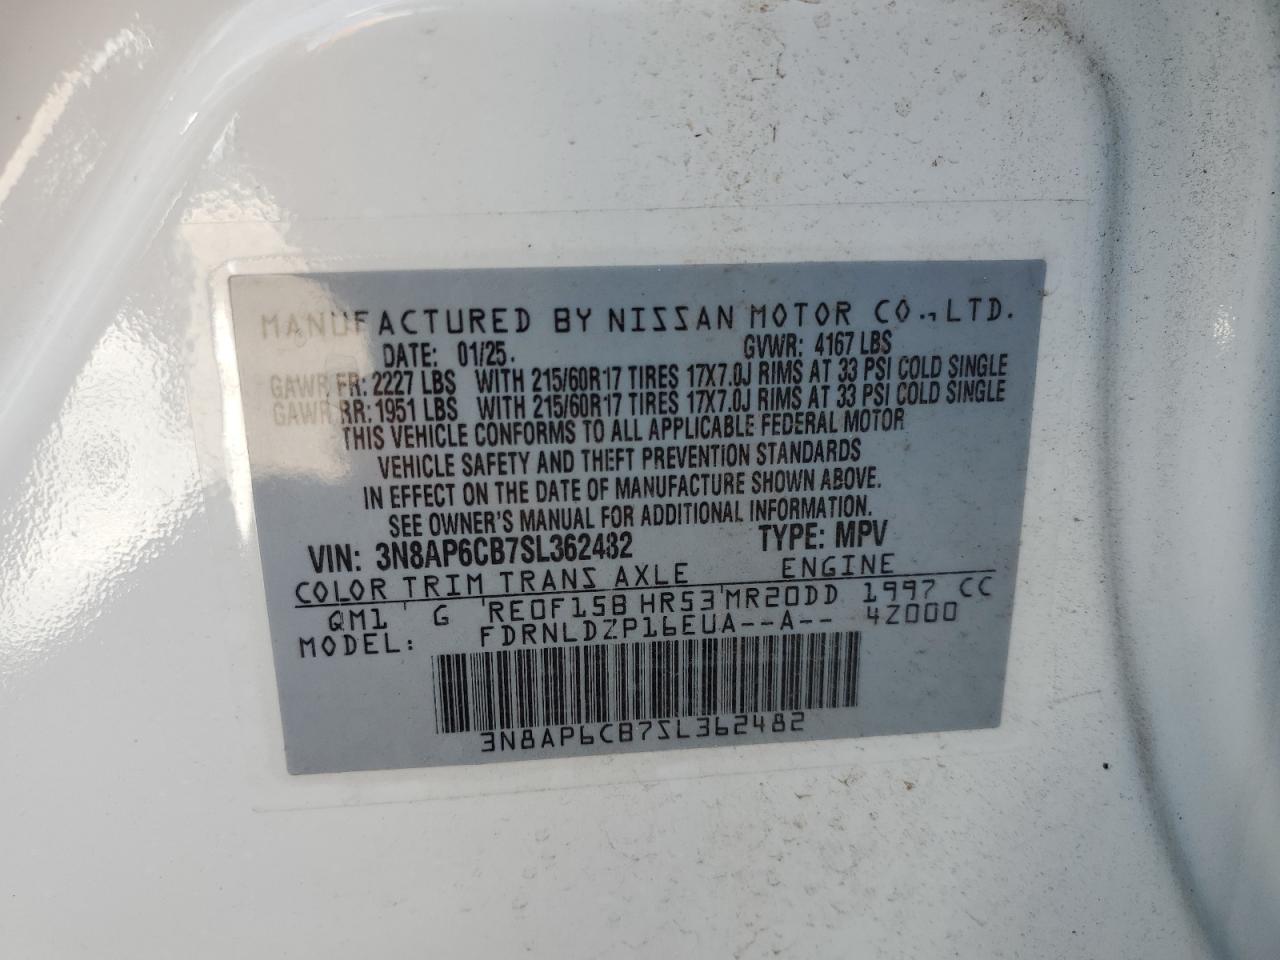 MANUFACTURED BY NISSAN MOTOR CO., LTD.
DATE: 01/25. GVWR: 4167 LBS
GAWR FR: 2227 LBS WITH 215/60R17 TIRES 17X7.0J RIMS AT 33 PSI COLD SINGLE
GAWR RR: 1951 LBS WITH 215/60R17 TIRES 17X7.0J RIMS AT 33 PSI COLD SINGLE
THIS VEHICLE CONFORMS TO ALL APPLICABLE FEDERAL MOTOR
VEHICLE SAFETY AND THEFT PREVENTION STANDARDS
IN EFFECT ON THE DATE OF MANUFACTURE SHOWN ABOVE.
SEE OWNER'S MANUAL FOR ADDITIONAL INFORMATION.
VIN: 3N8AP6CB7SL362482 TYPE: MPV
COLOR TRIM TRANS AXLE ENGINE
QM1 G RE0F15B HR53 MR20DD 1997 CC
MODEL: FDRNLDZP16EUA--A-- 4Z000
3N8AP6CB7SL362482